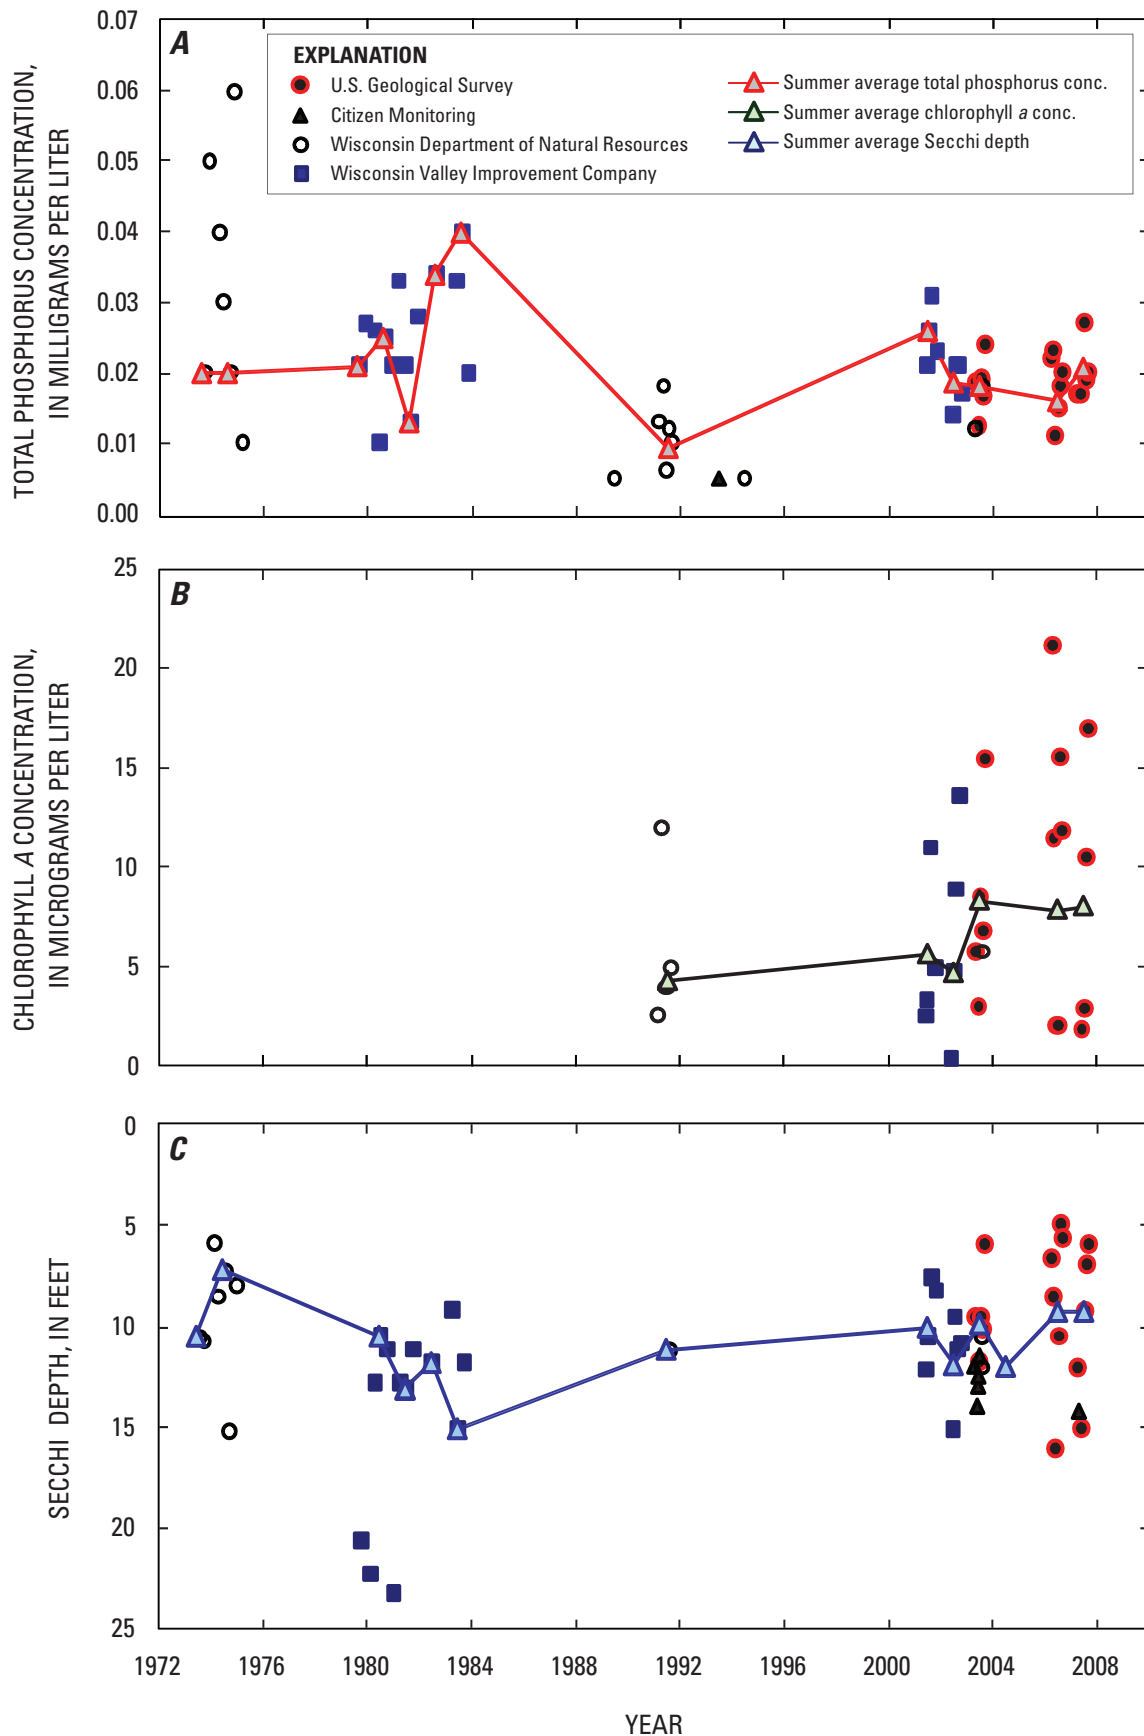 TOTAL PHOSPHORUS CONCENTRATION,
IN MILLIGRAMS PER LITER
0.07
0.06
0.05
0.04
0.03
0.02
0.01
0.00
A
EXPLANATION
U.S. Geological Survey
Citizen Monitoring
Wisconsin Department of Natural Resources
Wisconsin Valley Improvement Company
Summer average total phosphorus conc.
Summer average chlorophyll a conc.
Summer average Secchi depth
CHLOROPHYLL A CONCENTRATION,
IN MICROGRAMS PER LITER
25
20
15
10
5
0
B
SECCHI DEPTH, IN FEET
0
5
10
15
20
25
C
1972 1976 1980 1984 1988 1992 1996 2000 2004 2008
YEAR